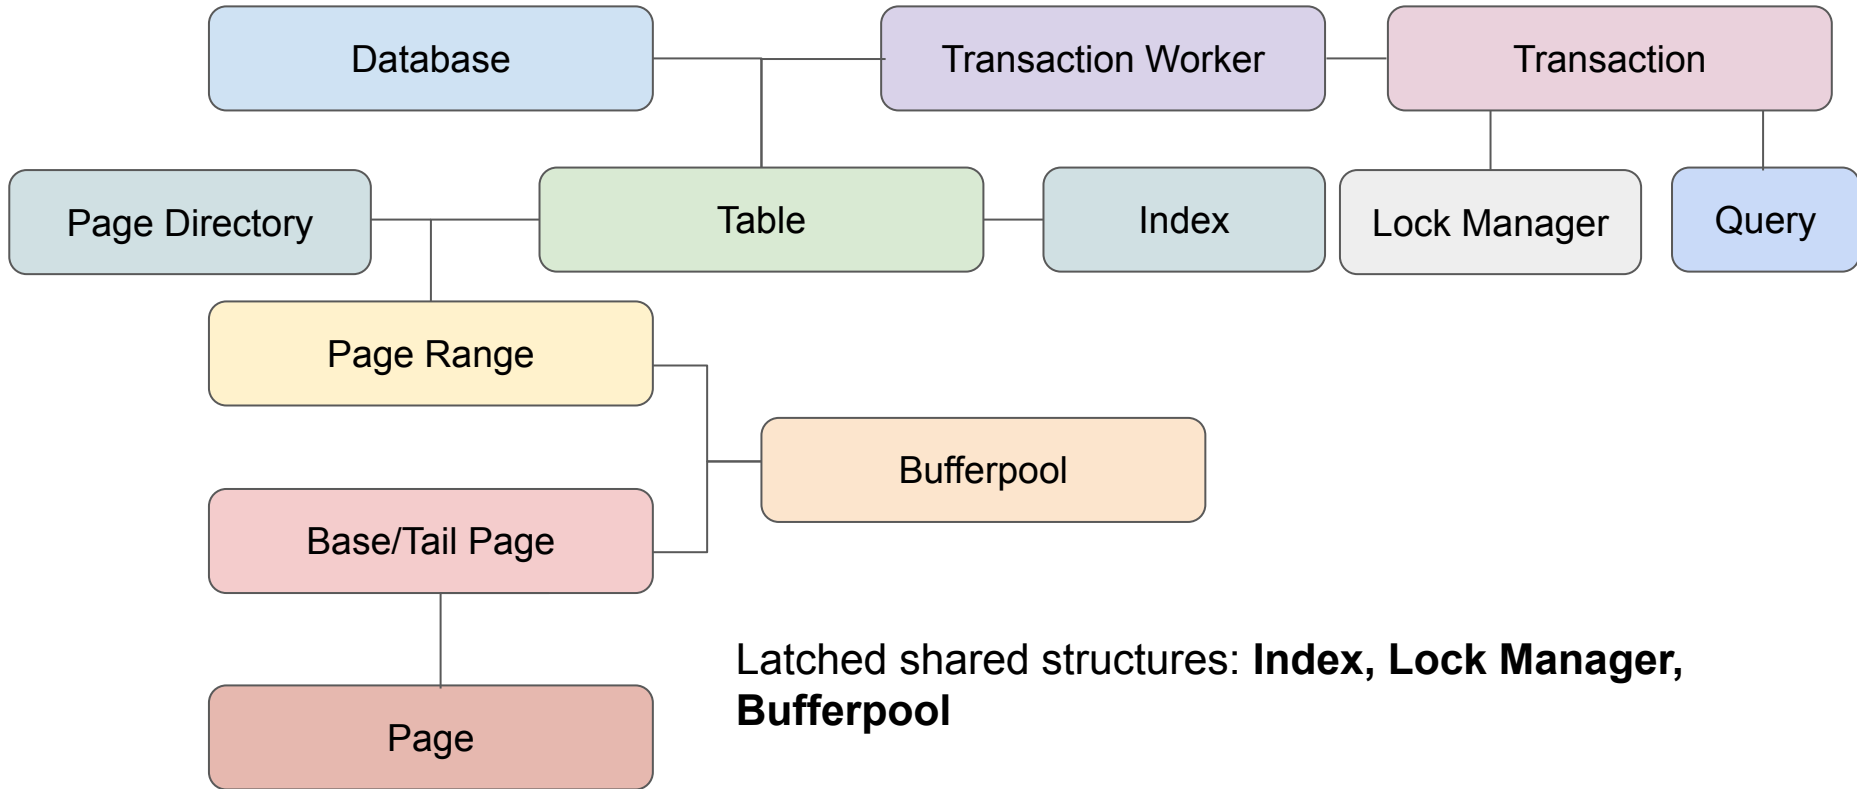 Database
Transaction Worker
Transaction
Page Directory
Table
Index
Lock Manager
Query
Page Range
Bufferpool
Base/Tail Page
Page
Latched shared structures: Index, Lock Manager,
Bufferpool